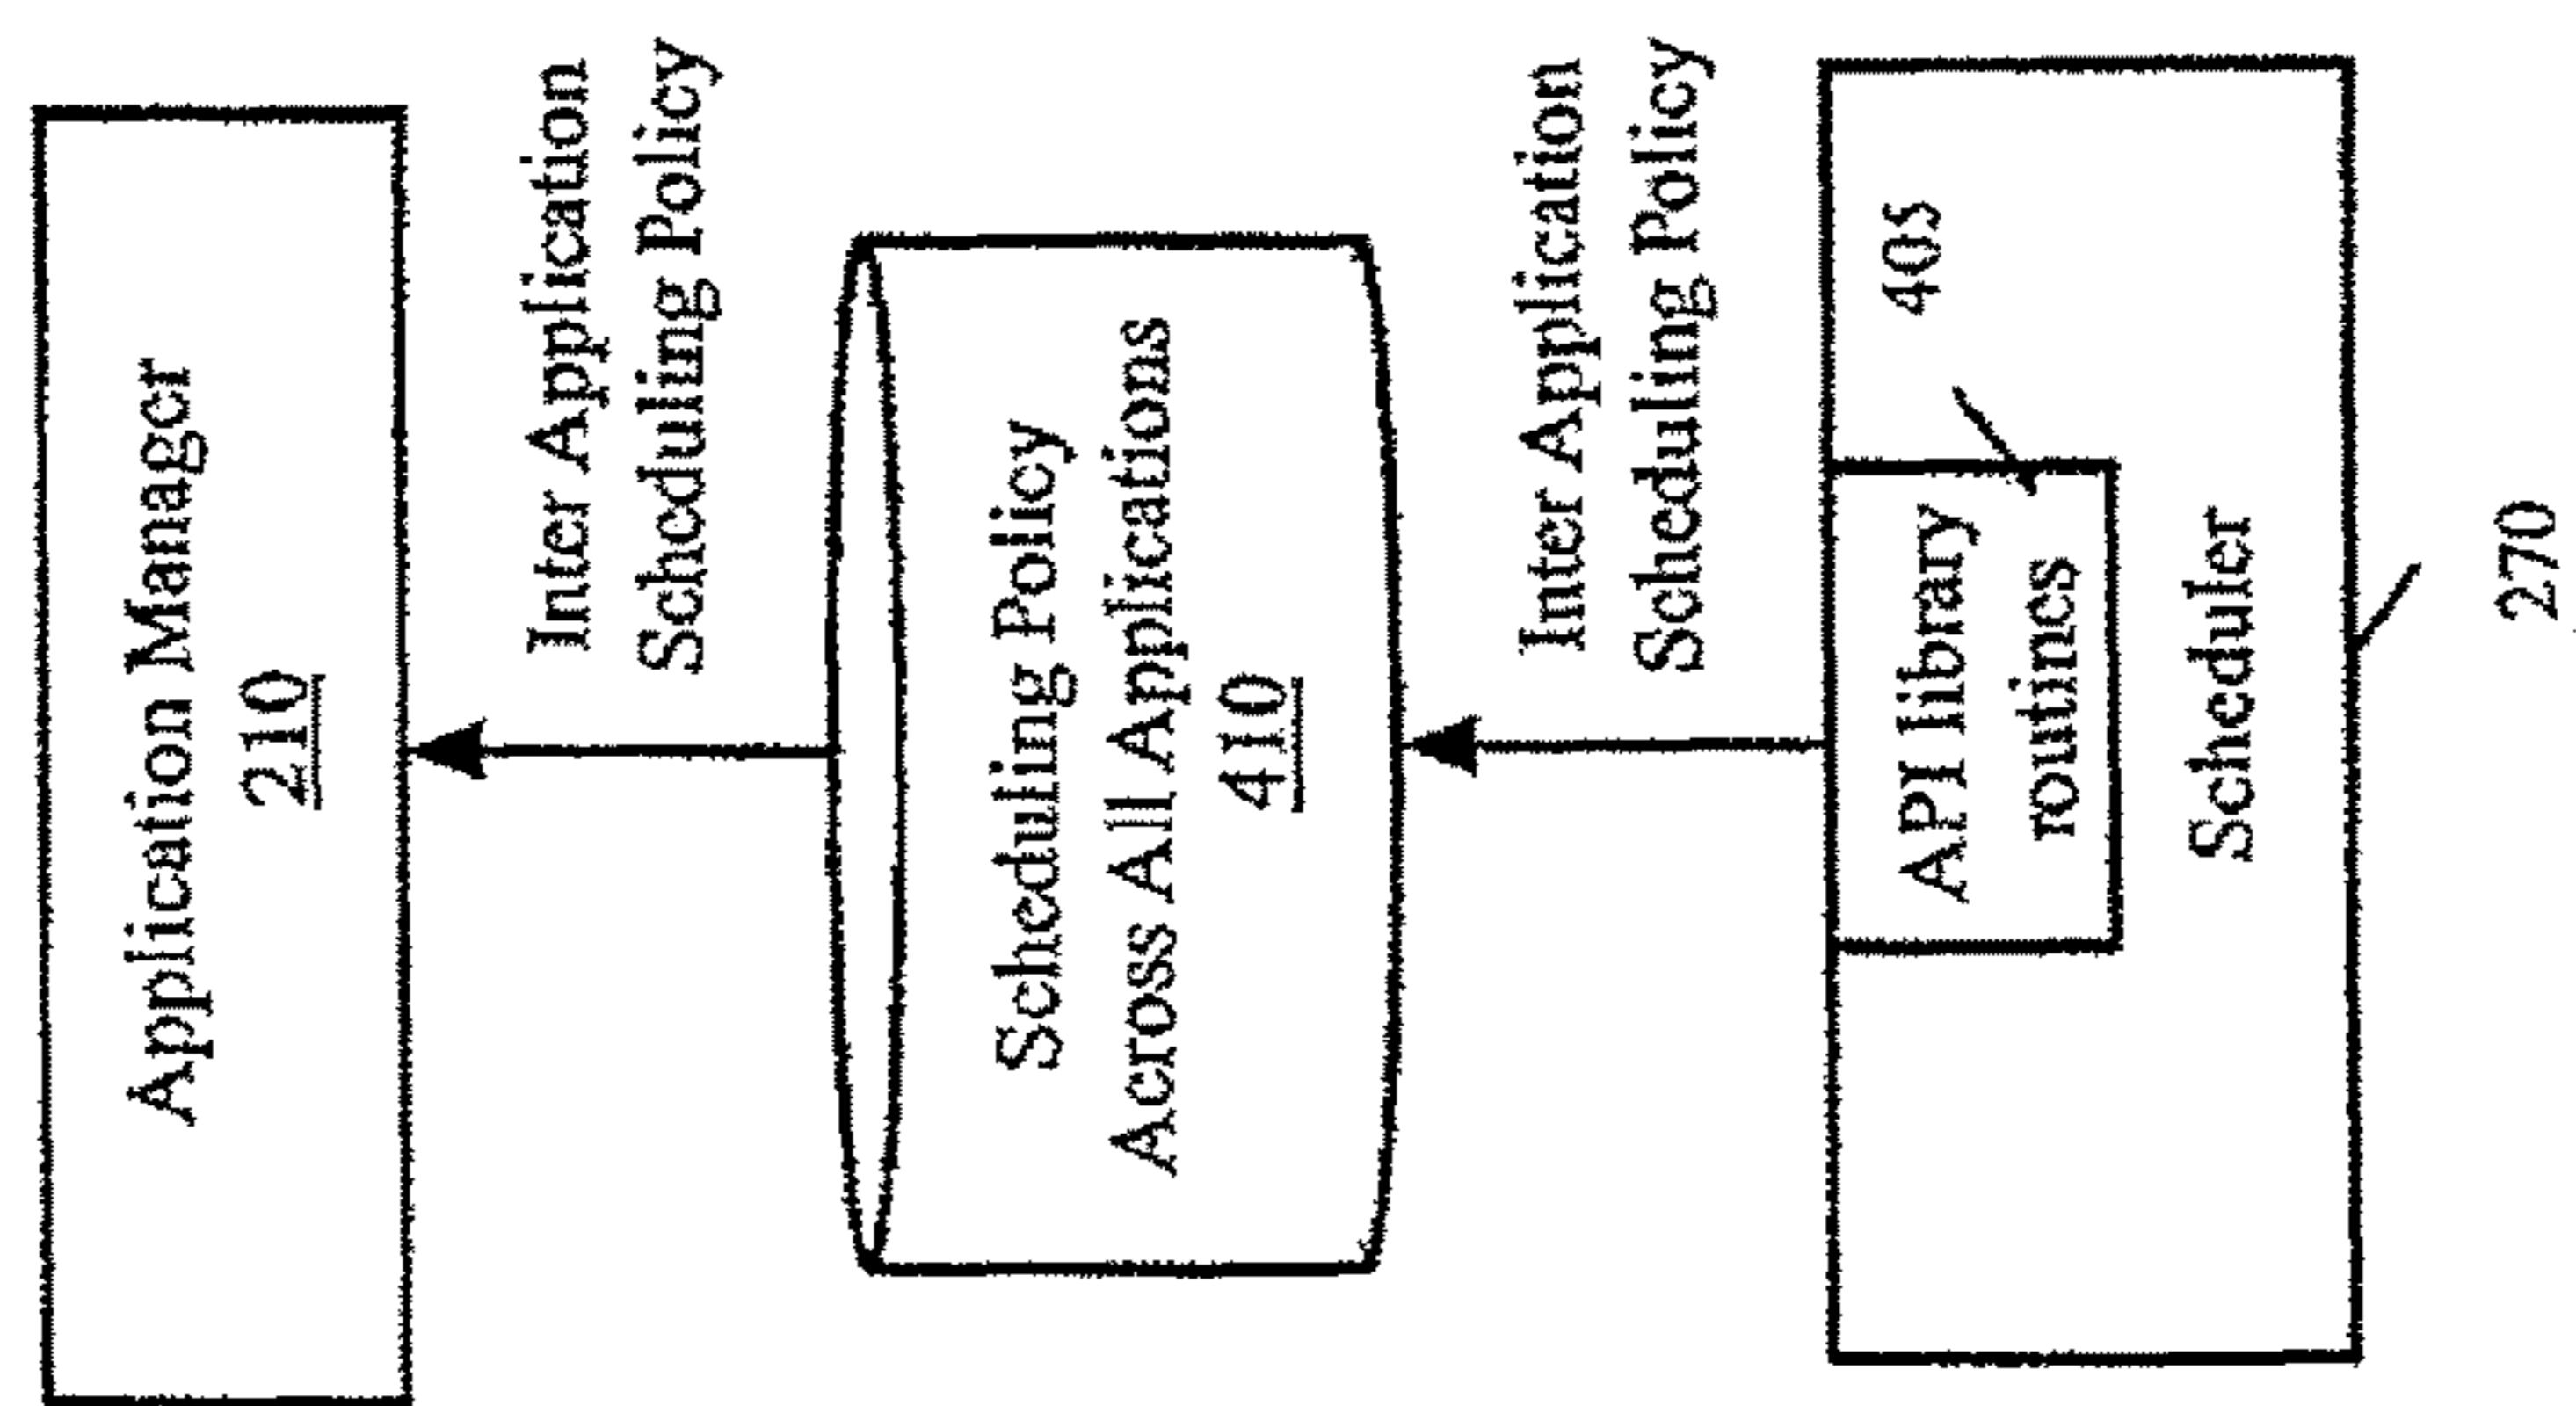 Application Manager
210
Inter Application
Scheduling Policy
Scheduling Policy
Across All Applications
410
Inter Application
Scheduling Policy
405
API library
routines
Scheduler
270